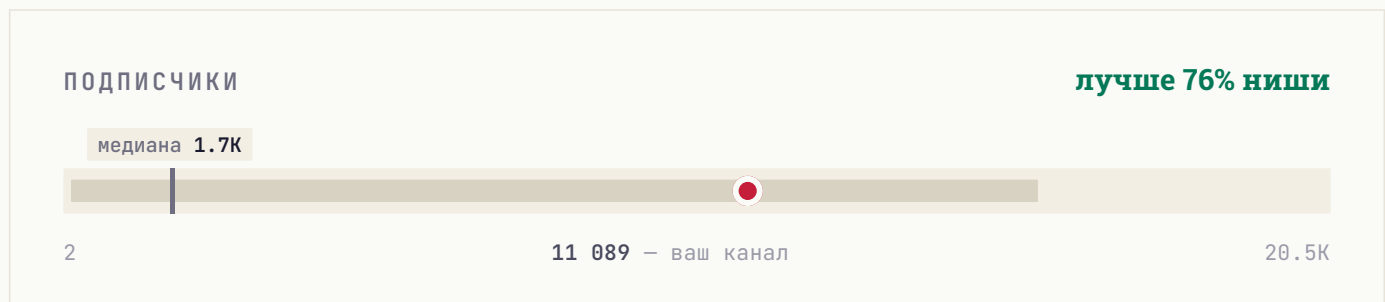 ПОДПИСЧИКИ
лучше 76% ниши
медиана 1.7K
2
11 089 — ваш канал
20.5K